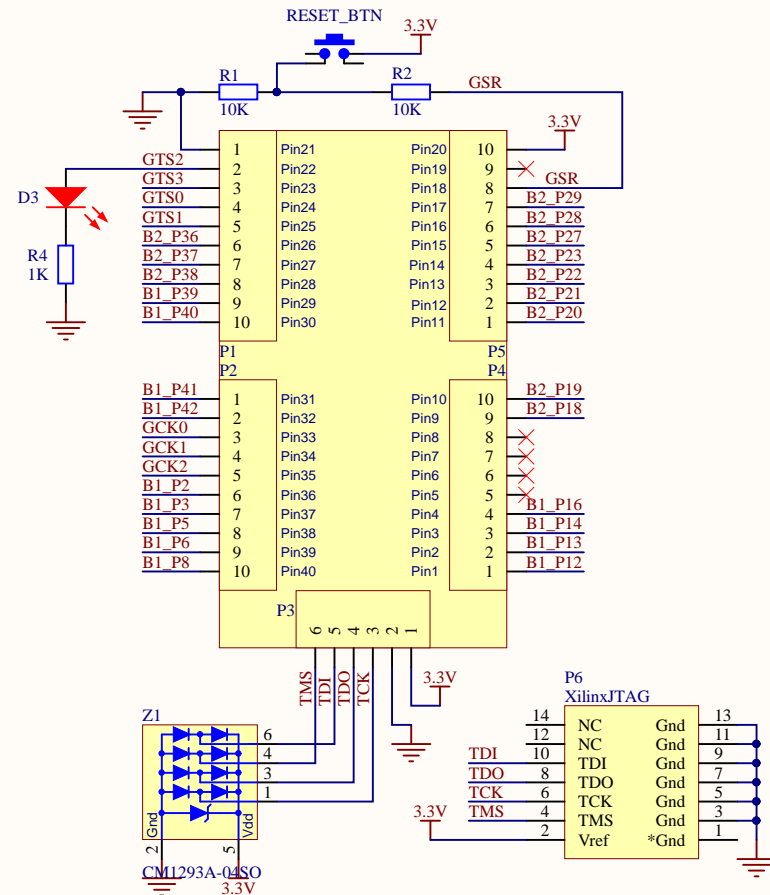 RESET_BTN
3.3V
R1
R2
GSR
10K
10K
3.3V
1 Pin21 Pin20 10
GTS2 2 Pin22 Pin19 9
GTS3 3 Pin23 Pin18 8 GSR
GTS0 4 Pin24 Pin17 7 B2_P29
GTS1 5 Pin25 Pin16 6 B2_P28
B2_P36 6 Pin26 Pin15 5 B2_P27
B2_P37 7 Pin27 Pin14 4 B2_P23
B2_P38 8 Pin28 Pin13 3 B2_P22
B1_P39 9 Pin29 Pin12 2 B2_P21
B1_P40 10 Pin30 Pin11 1 B2_P20
D3
R4
1K
P1 P5
P2 P4
B1_P41 1 Pin31 Pin10 10 B2_P19
B1_P42 2 Pin32 Pin9 9 B2_P18
GCK0 3 Pin33 Pin8 8
GCK1 4 Pin34 Pin7 7
GCK2 5 Pin35 Pin6 6
B1_P2 6 Pin36 Pin5 5
B1_P3 7 Pin37 Pin4 4 B1_P16
B1_P5 8 Pin38 Pin3 3 B1_P14
B1_P6 9 Pin39 Pin2 2 B1_P13
B1_P8 10 Pin40 Pin1 1 B1_P12
P3
6 5 4 3 2 1
TMS
TDI
TDO
TCK
3.3V
Z1
6
4
3
1
Gnd
Vdd
2
5
CM1293A-04SO
3.3V
P6
XilinxJTAG
14 NC Gnd 13
12 NC Gnd 11
TDI 10 TDI Gnd 9
TDO 8 TDO Gnd 7
TCK 6 TCK Gnd 5
TMS 4 TMS Gnd 3
3.3V 2 Vref *Gnd 1